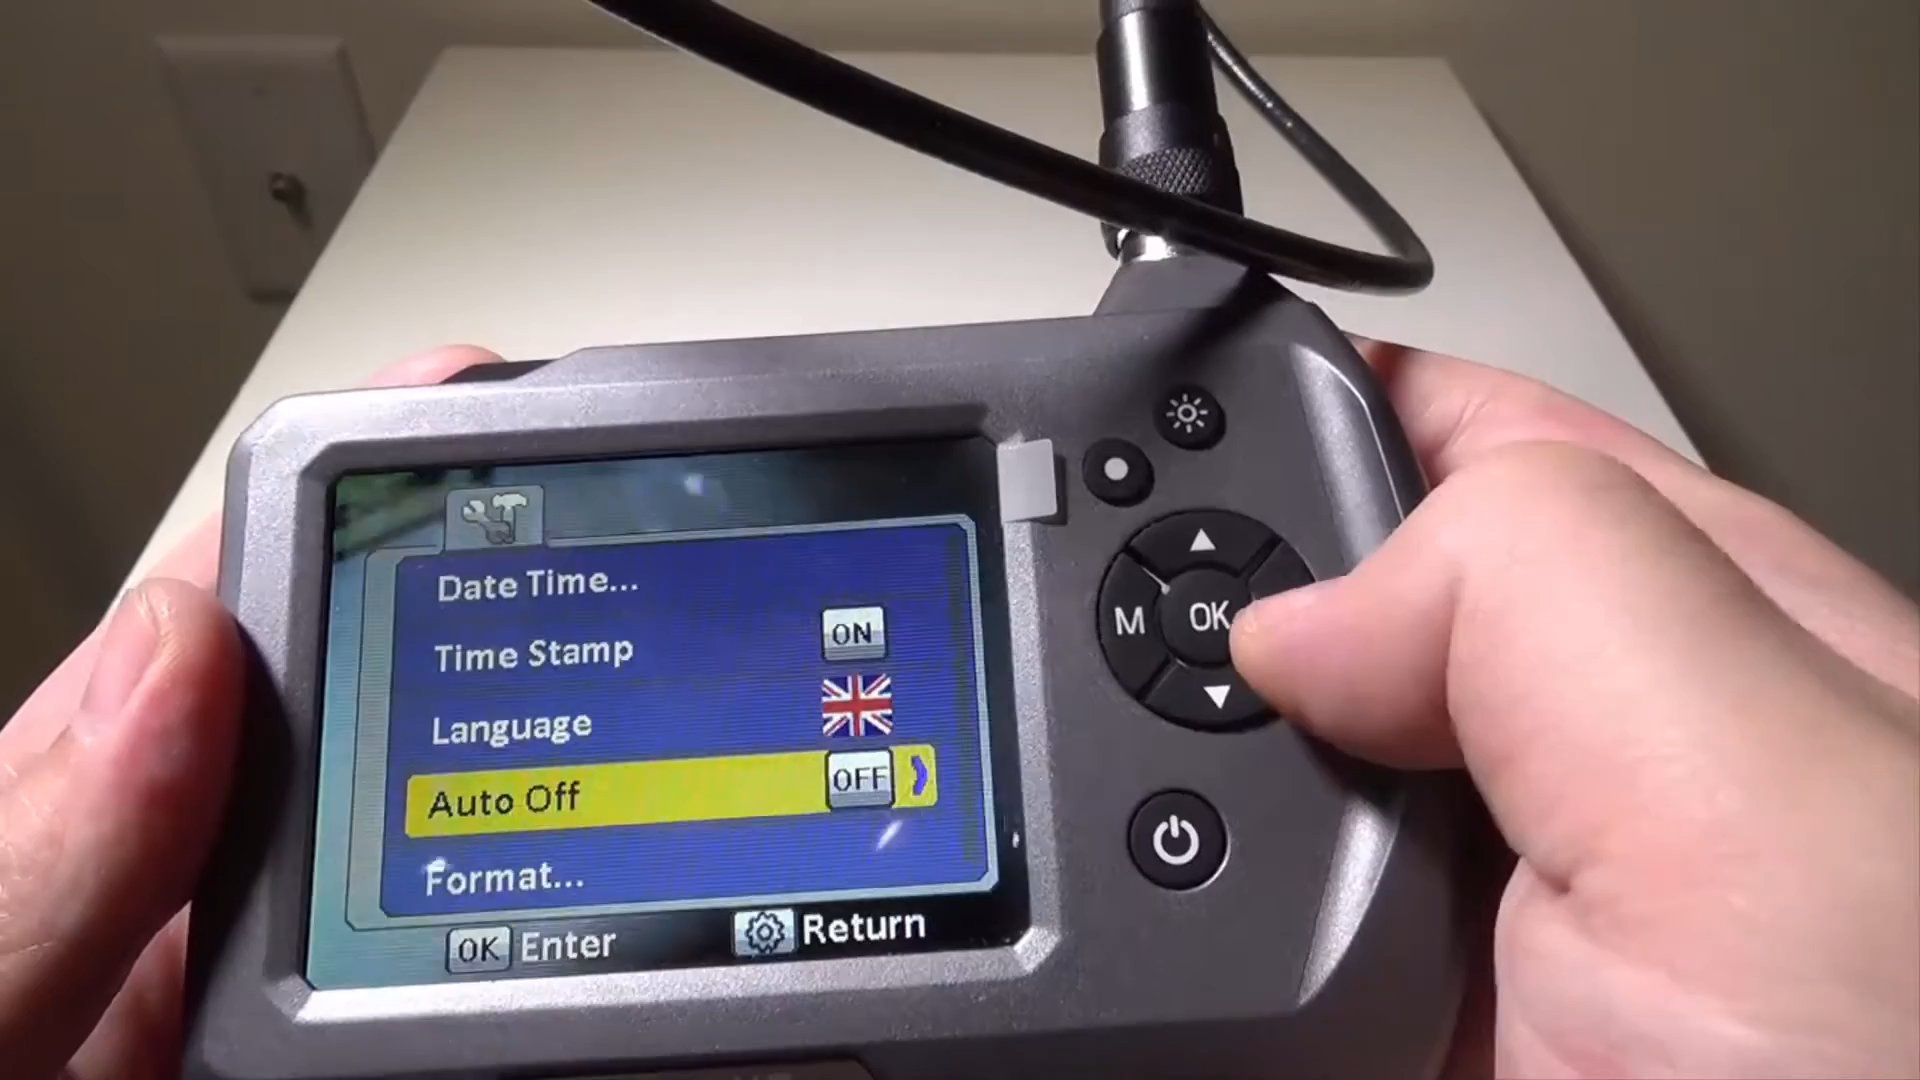 Date Time...
Time Stamp ON
Language
Auto Off OFF
Format...
OK Enter Return
M OK